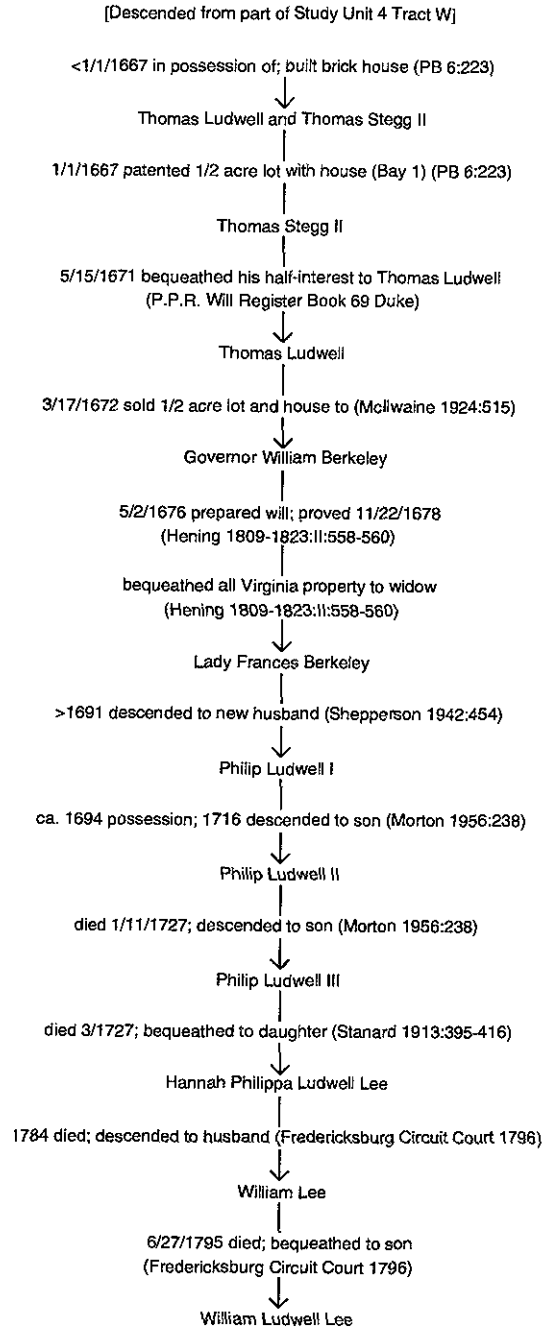 [Descended from part of Study Unit 4 Tract W]
<1/1/1667 in possession of; built brick house (PB 6:223)
Thomas Ludwell and Thomas Stegg II
1/1/1667 patented 1/2 acre lot with house (Bay 1) (PB 6:223)
Thomas Stegg II
5/15/1671 bequeathed his half-interest to Thomas Ludwell
(P.P.R. Will Register Book 69 Duke)
Thomas Ludwell
3/17/1672 sold 1/2 acre lot and house to (McIlwaine 1924:515)
Governor William Berkeley
5/2/1676 prepared will; proved 11/22/1678
(Hening 1809-1823:II:558-560)
bequeathed all Virginia property to widow
(Hening 1809-1823:II:558-560)
Lady Frances Berkeley
>1691 descended to new husband (Shepperson 1942:454)
Philip Ludwell I
ca. 1694 possession; 1716 descended to son (Morton 1956:238)
Philip Ludwell II
died 1/11/1727; descended to son (Morton 1956:238)
Philip Ludwell III
died 3/1727; bequeathed to daughter (Stanard 1913:395-416)
Hannah Philippa Ludwell Lee
1784 died; descended to husband (Fredericksburg Circuit Court 1796)
William Lee
6/27/1795 died; bequeathed to son
(Fredericksburg Circuit Court 1796)
William Ludwell Lee